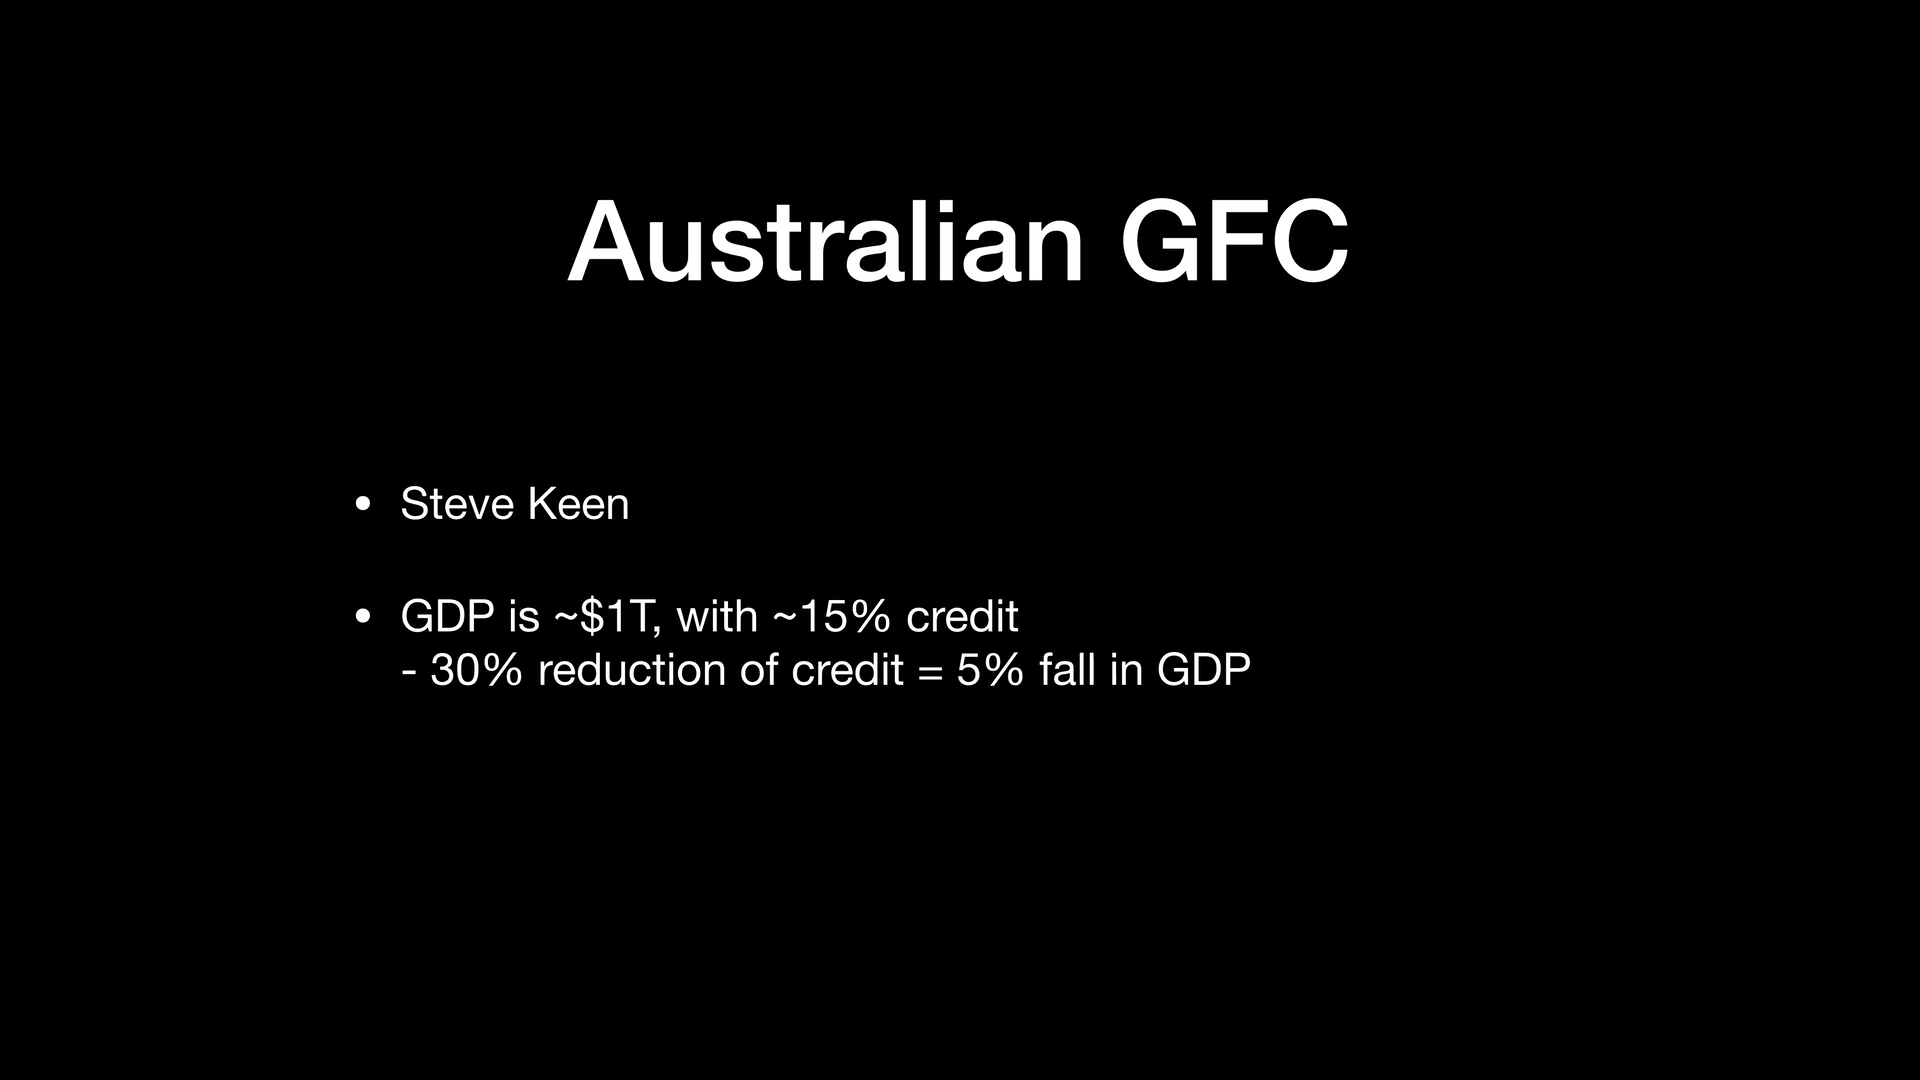 Australian GFC
• Steve Keen
• GDP is ~$1T, with ~15% credit
- 30% reduction of credit = 5% fall in GDP